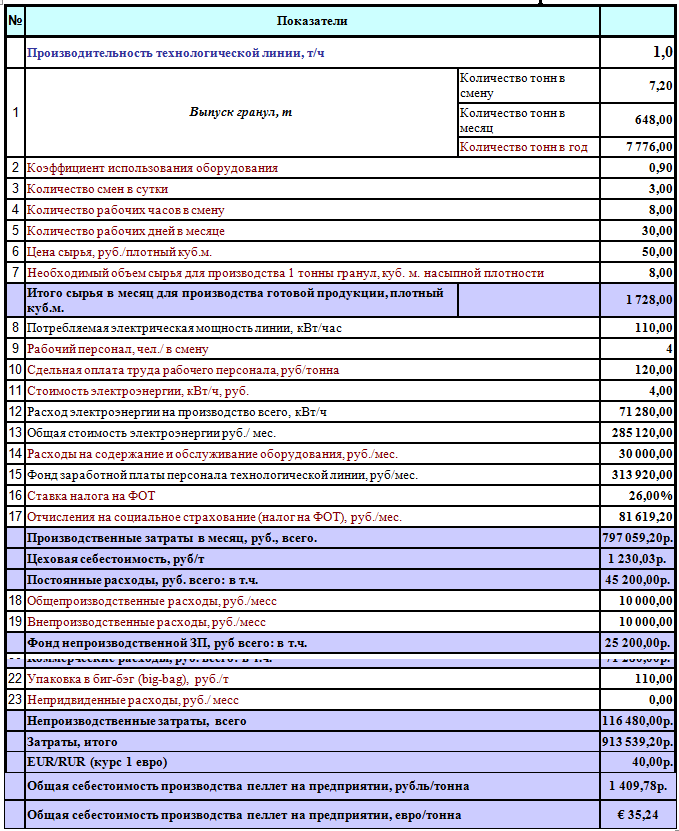 № Показатели
Производительность технологической линии, т/ч 1,0
1 Выпуск гранул, т
Количество тонн в
смену 7,20
Количество тонн в
месяц 648,00
Количество тонн в год 7 776,00
2 Коэффициент использования оборудования 0,90
3 Количество смен в сутки 3,00
4 Количество рабочих часов в смену 8,00
5 Количество рабочих дней в месяце 30,00
6 Цена сырья, руб./плотный куб.м. 50,00
7 Необходимый объем сырья для производства 1 тонны гранул, куб. м. насыпной плотности 8,00
Итого сырья в месяц для производства готовой продукции, плотный
куб.м. 1 728,00
8 Потребляемая электрическая мощность линии, кВт/час 110,00
9 Рабочий персонал, чел./ в смену 4
10 Сдельная оплата труда рабочего персонала, руб/тонна 120,00
11 Стоимость электроэнергии, кВт/ч, руб. 4,00
12 Расход электроэнергии на производство всего, кВт/ч 71 280,00
13 Общая стоимость электроэнергии руб./ мес. 285 120,00
14 Расходы на содержание и обслуживание оборудования, руб./мес. 30 000,00
15 Фонд заработной платы персонала технологической линии, руб/мес. 313 920,00
16 Ставка налога на ФОТ 26,00%
17 Отчисления на социальное страхование (налог на ФОТ), руб./мес. 81 619,20
Производственные затраты в месяц, руб., всего. 797 059,20р.
Цеховая себестоимость, руб/т 1 230,03р.
Постоянные расходы, руб. всего: в т.ч. 45 200,00р.
18 Общепроизводственные расходы, руб./месс 10 000,00
19 Внепроизводственные расходы, руб./месс 10 000,00
Фонд непроизводственной ЗП, руб всего: в т.ч. 25 200,00р.
Коммерческие расходы, руб. всего: в т.ч. 71 280,00р.
22 Упаковка в биг-бэг (big-bag), руб./т 110,00
23 Непридвиденные расходы, руб./ месс 0,00
Непроизводственные затраты, всего 116 480,00р.
Затраты, итого 913 539,20р.
EUR/RUR (курс 1 евро) 40,00р.
Общая себестоимость производства пеллет на предприятии, рубль/тонна 1 409,78р.
Общая себестоимость производства пеллет на предприятии, евро/тонна € 35,24